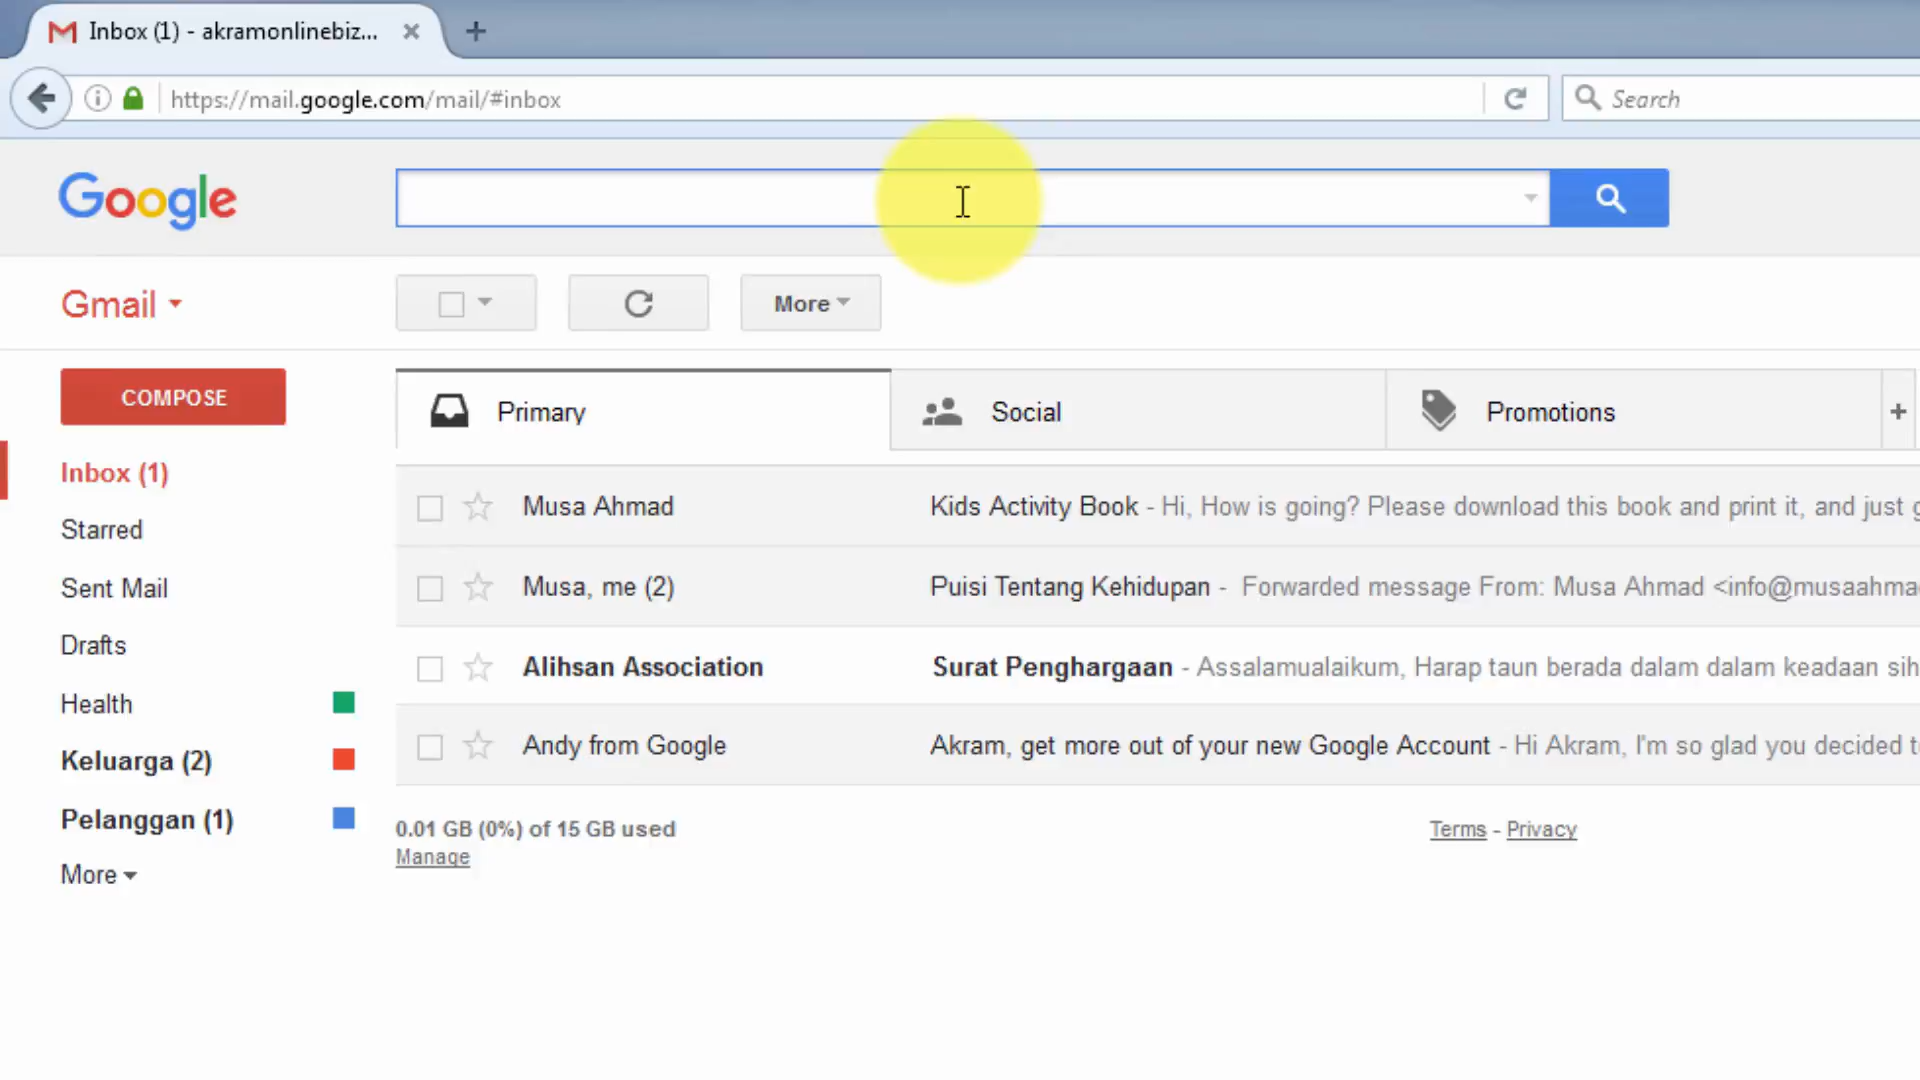 Inbox (1) - akramonlinebiz...
https://mail.google.com/mail/#inbox
Search
Google
Gmail
More
COMPOSE
Primary
Social
Promotions
Inbox (1)
Starred
Sent Mail
Drafts
Health
Keluarga (2)
Pelanggan (1)
More
Musa Ahmad Kids Activity Book - Hi, How is going? Please download this book and print it, and just
Musa, me (2) Puisi Tentang Kehidupan - Forwarded message From: Musa Ahmad <info@musaahma
Alihsan Association Surat Penghargaan - Assalamualaikum, Harap taun berada dalam dalam keadaan sih
Andy from Google Akram, get more out of your new Google Account - Hi Akram, I'm so glad you decided
0.01 GB (0%) of 15 GB used
Manage
Terms - Privacy